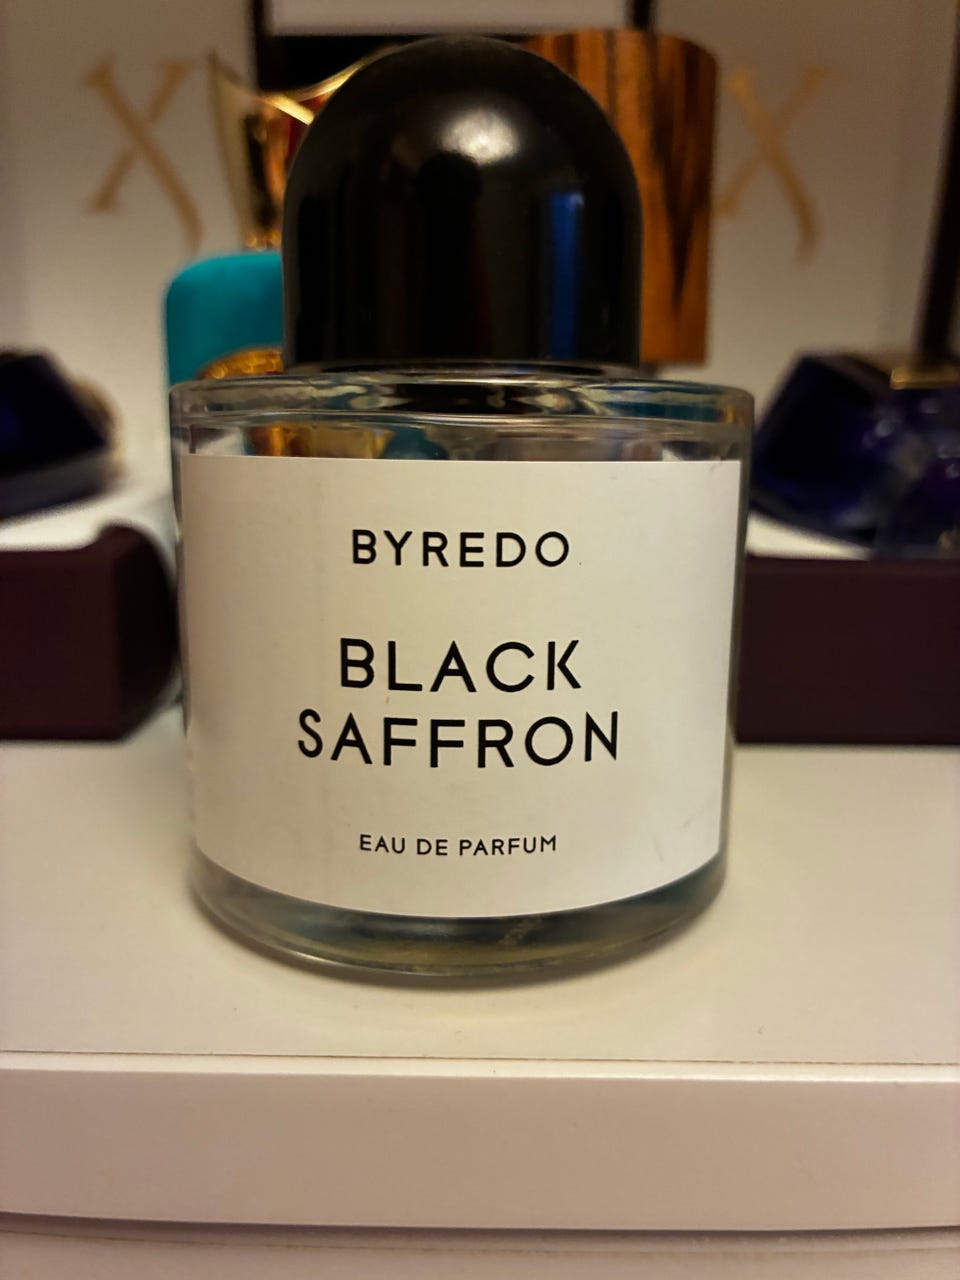 X X
BYREDO
BLACK
SAFFRON
EAU DE PARFUM